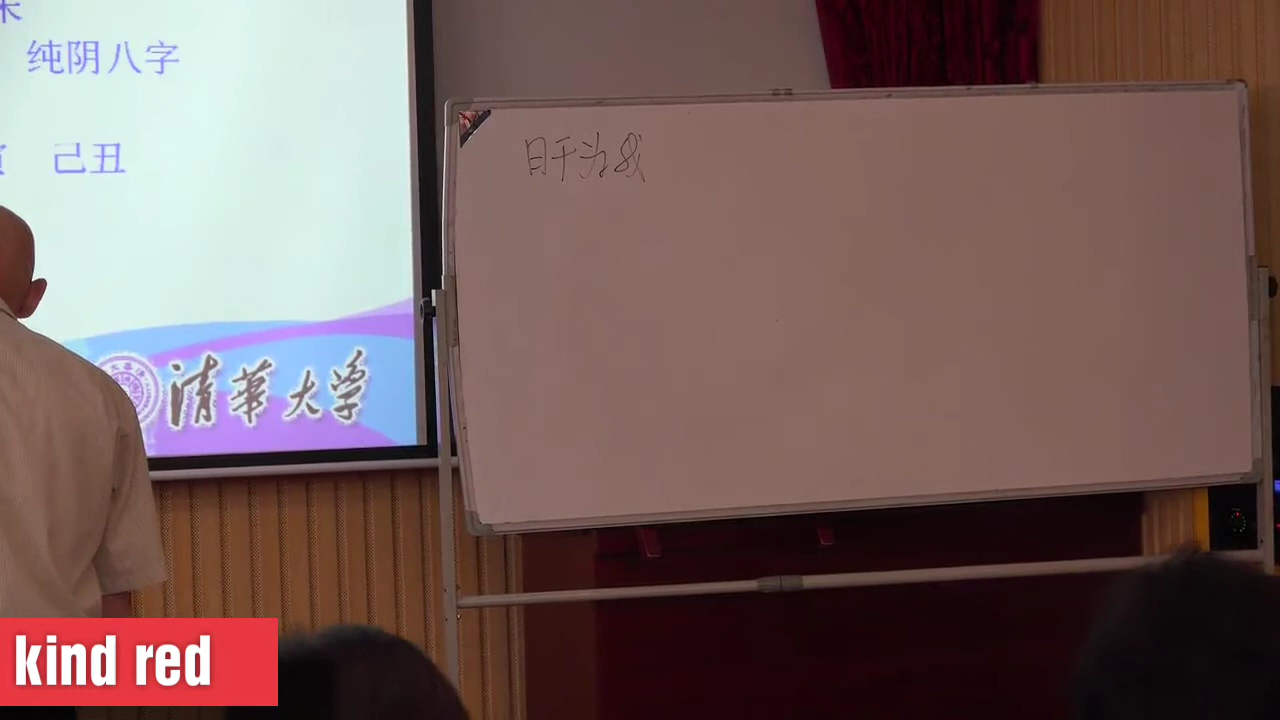 纯阴八字
己丑
清華大学
日干为我
kind red